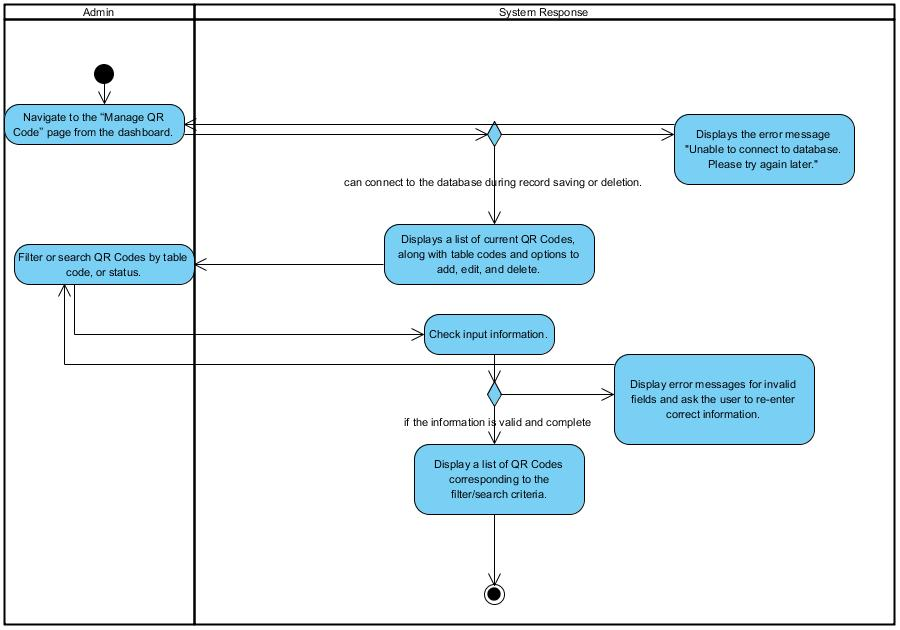 Admin
System Response
Navigate to the "Manage QR
Code" page from the dashboard.
Displays the error message
"Unable to connect to database.
Please try again later."
can connect to the database during record saving or deletion.
Displays a list of current QR Codes,
along with table codes and options to
add, edit, and delete.
Filter or search QR Codes by table
code, or status.
Check input information.
Display error messages for invalid
fields and ask the user to re-enter
correct information.
if the information is valid and complete
Display a list of QR Codes
corresponding to the
filter/search criteria.